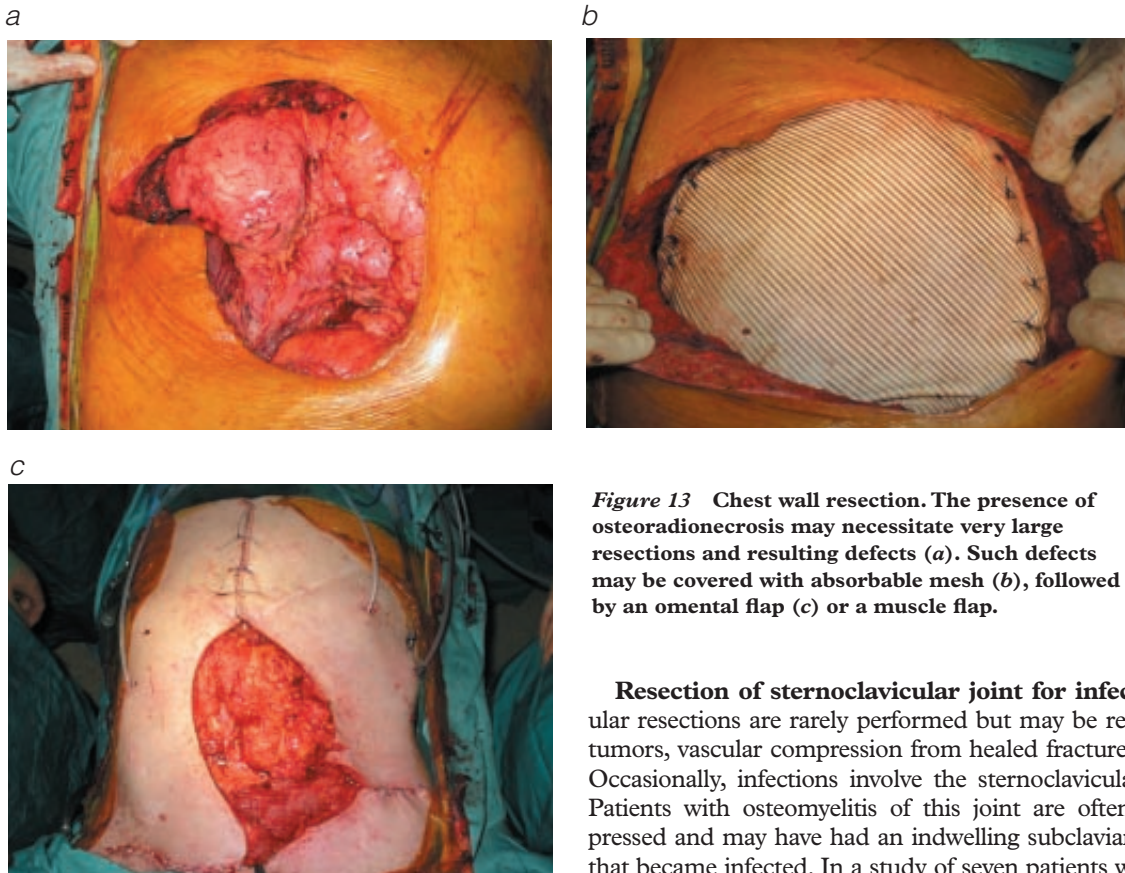 a
b
c
Figure 13 Chest wall resection. The presence of
osteoradionecrosis may necessitate very large
resections and resulting defects (a). Such defects
may be covered with absorbable mesh (b), followed
by an omental flap (c) or a muscle flap.
Resection of sternoclavicular joint for infec
ular resections are rarely performed but may be re
tumors, vascular compression from healed fracture
Occasionally, infections involve the sternoclavicula
Patients with osteomyelitis of this joint are often
pressed and may have had an indwelling subclavian
that became infected. In a study of seven patients w